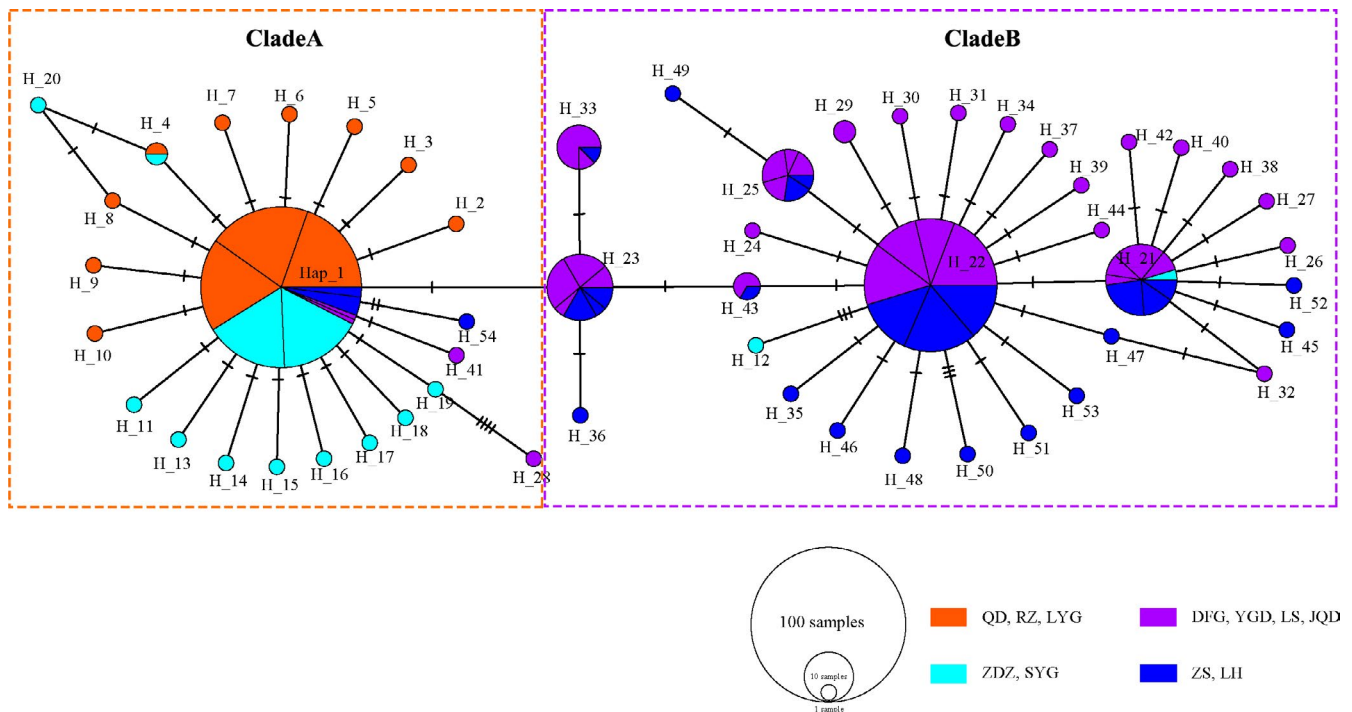 CladeA
CladeB
H_20
H_4
H_7
H_6
H_5
H_3
H_2
H_8
H_9
H_10
Hap_1
H_54
H_41
H_19
H_11
H_13
H_14
H_15
H_16
H_17
H_18
H_28
H_33
H_23
H_36
H_43
H_49
H_25
H_24
H_29
H_30
H_31
H_34
H_37
H_39
H_44
H_22
H_12
H_35
H_46
H_48
H_50
H_51
H_53
H_47
H_42
H_40
H_38
H_27
H_26
H_21
H_52
H_45
H_32
100 samples
10 samples
1 sample
QD, RZ, LYG
DFG, YGD, LS, JQD
ZDZ, SYG
ZS, LH